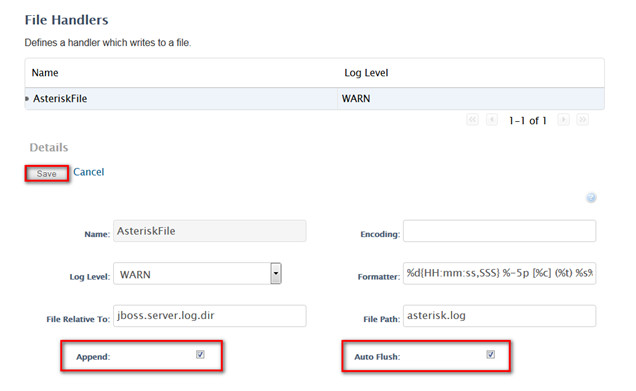 File Handlers
Defines a handler which writes to a file.
Name Log Level
AsteriskFile WARN
1-1 of 1
Details
Save Cancel
Name: AsteriskFile Encoding:
Log Level: WARN Formatter: %d{HH:mm:ss,SSS} %-5p [%c] (%t) %s%
File Relative To: jboss.server.log.dir File Path: asterisk.log
Append: Auto Flush: